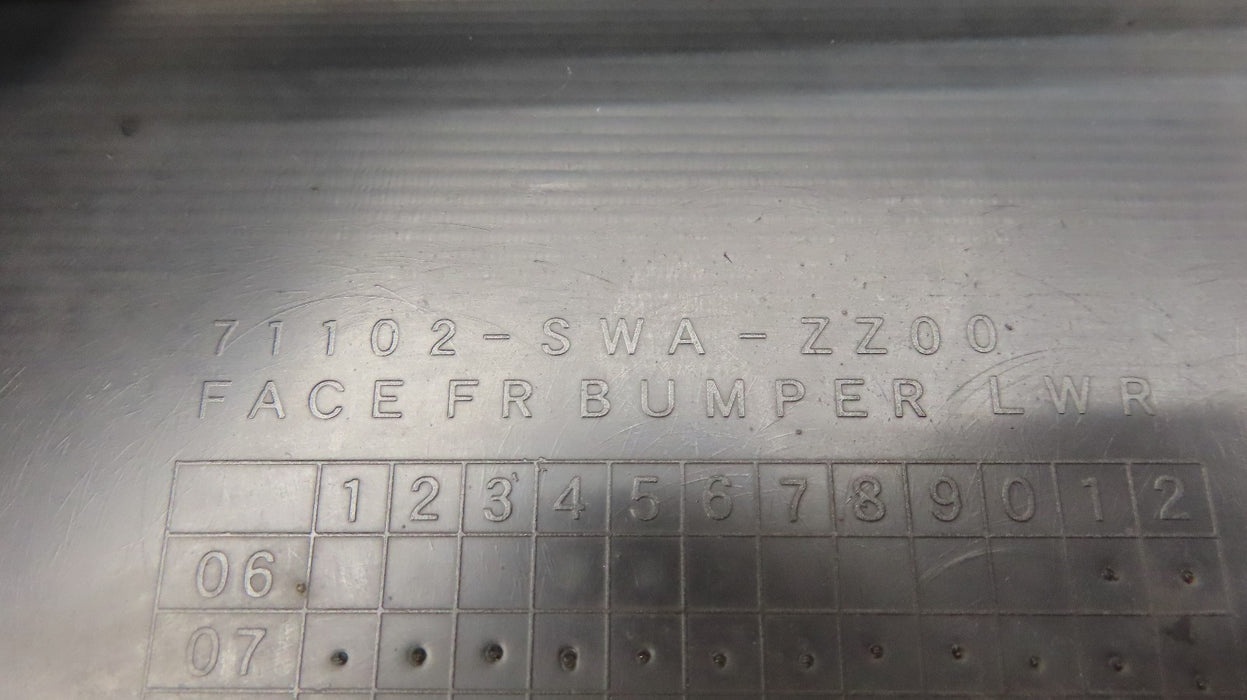 71102-SWA-ZZ00
FACE FR BUMPER LWR
1 2 3 4 5 6 7 8 9 0 1 2
06
07